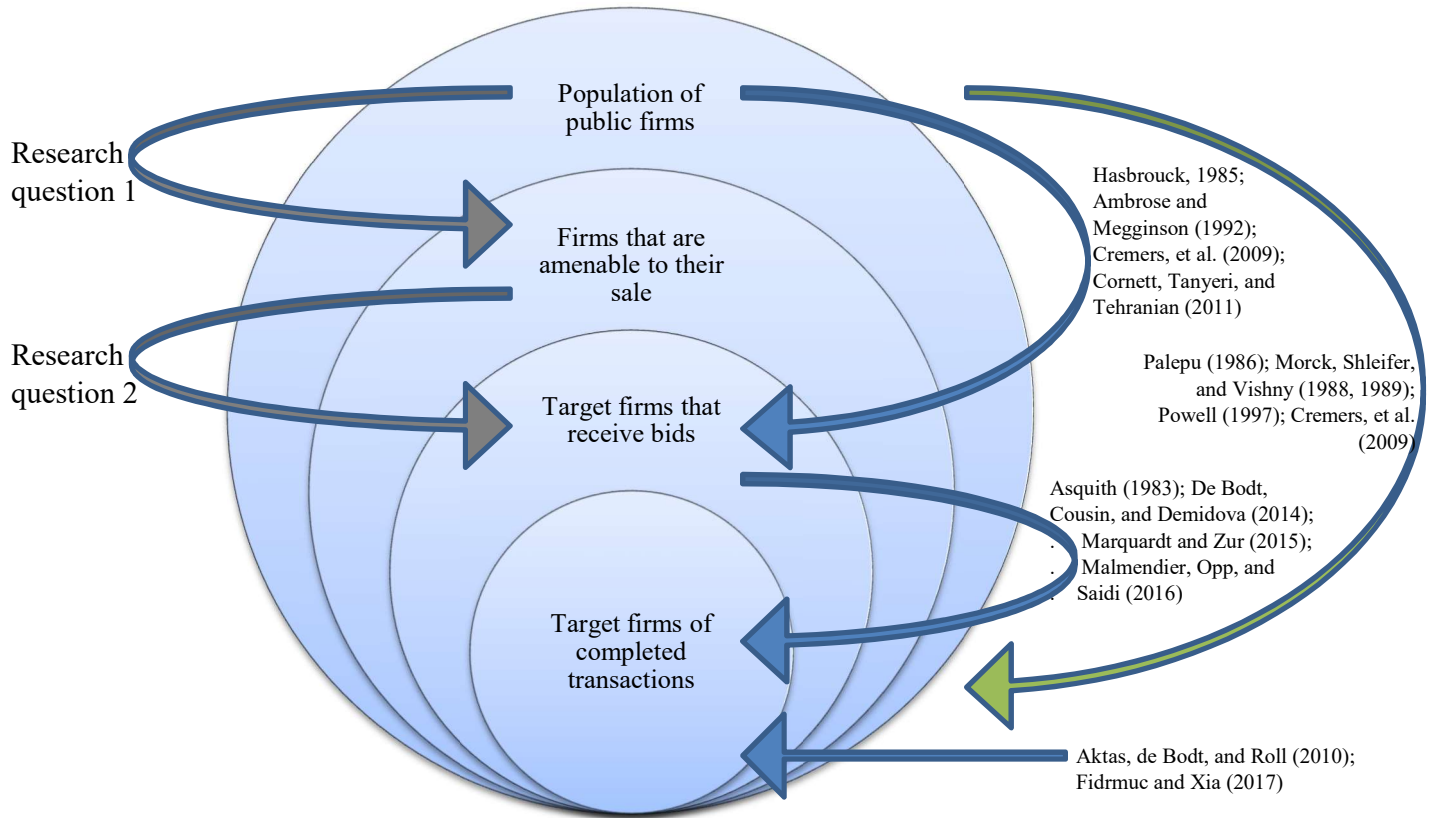 Population of
public firms
Research
question 1
Firms that are
amenable to their
sale
Hasbrouck, 1985;
Ambrose and
Megginson (1992);
Cremers, et al. (2009);
Cornett, Tanyeri, and
Tehranian (2011)
Research
question 2
Target firms that
receive bids
Palepu (1986); Morck, Shleifer,
and Vishny (1988, 1989);
Powell (1997); Cremers, et al.
(2009)
Asquith (1983); De Bodt,
Cousin, and Demidova (2014);
. Marquardt and Zur (2015);
. Malmendier, Opp, and
. Saidi (2016)
Target firms of
completed
transactions
Aktas, de Bodt, and Roll (2010);
Fidrmuc and Xia (2017)